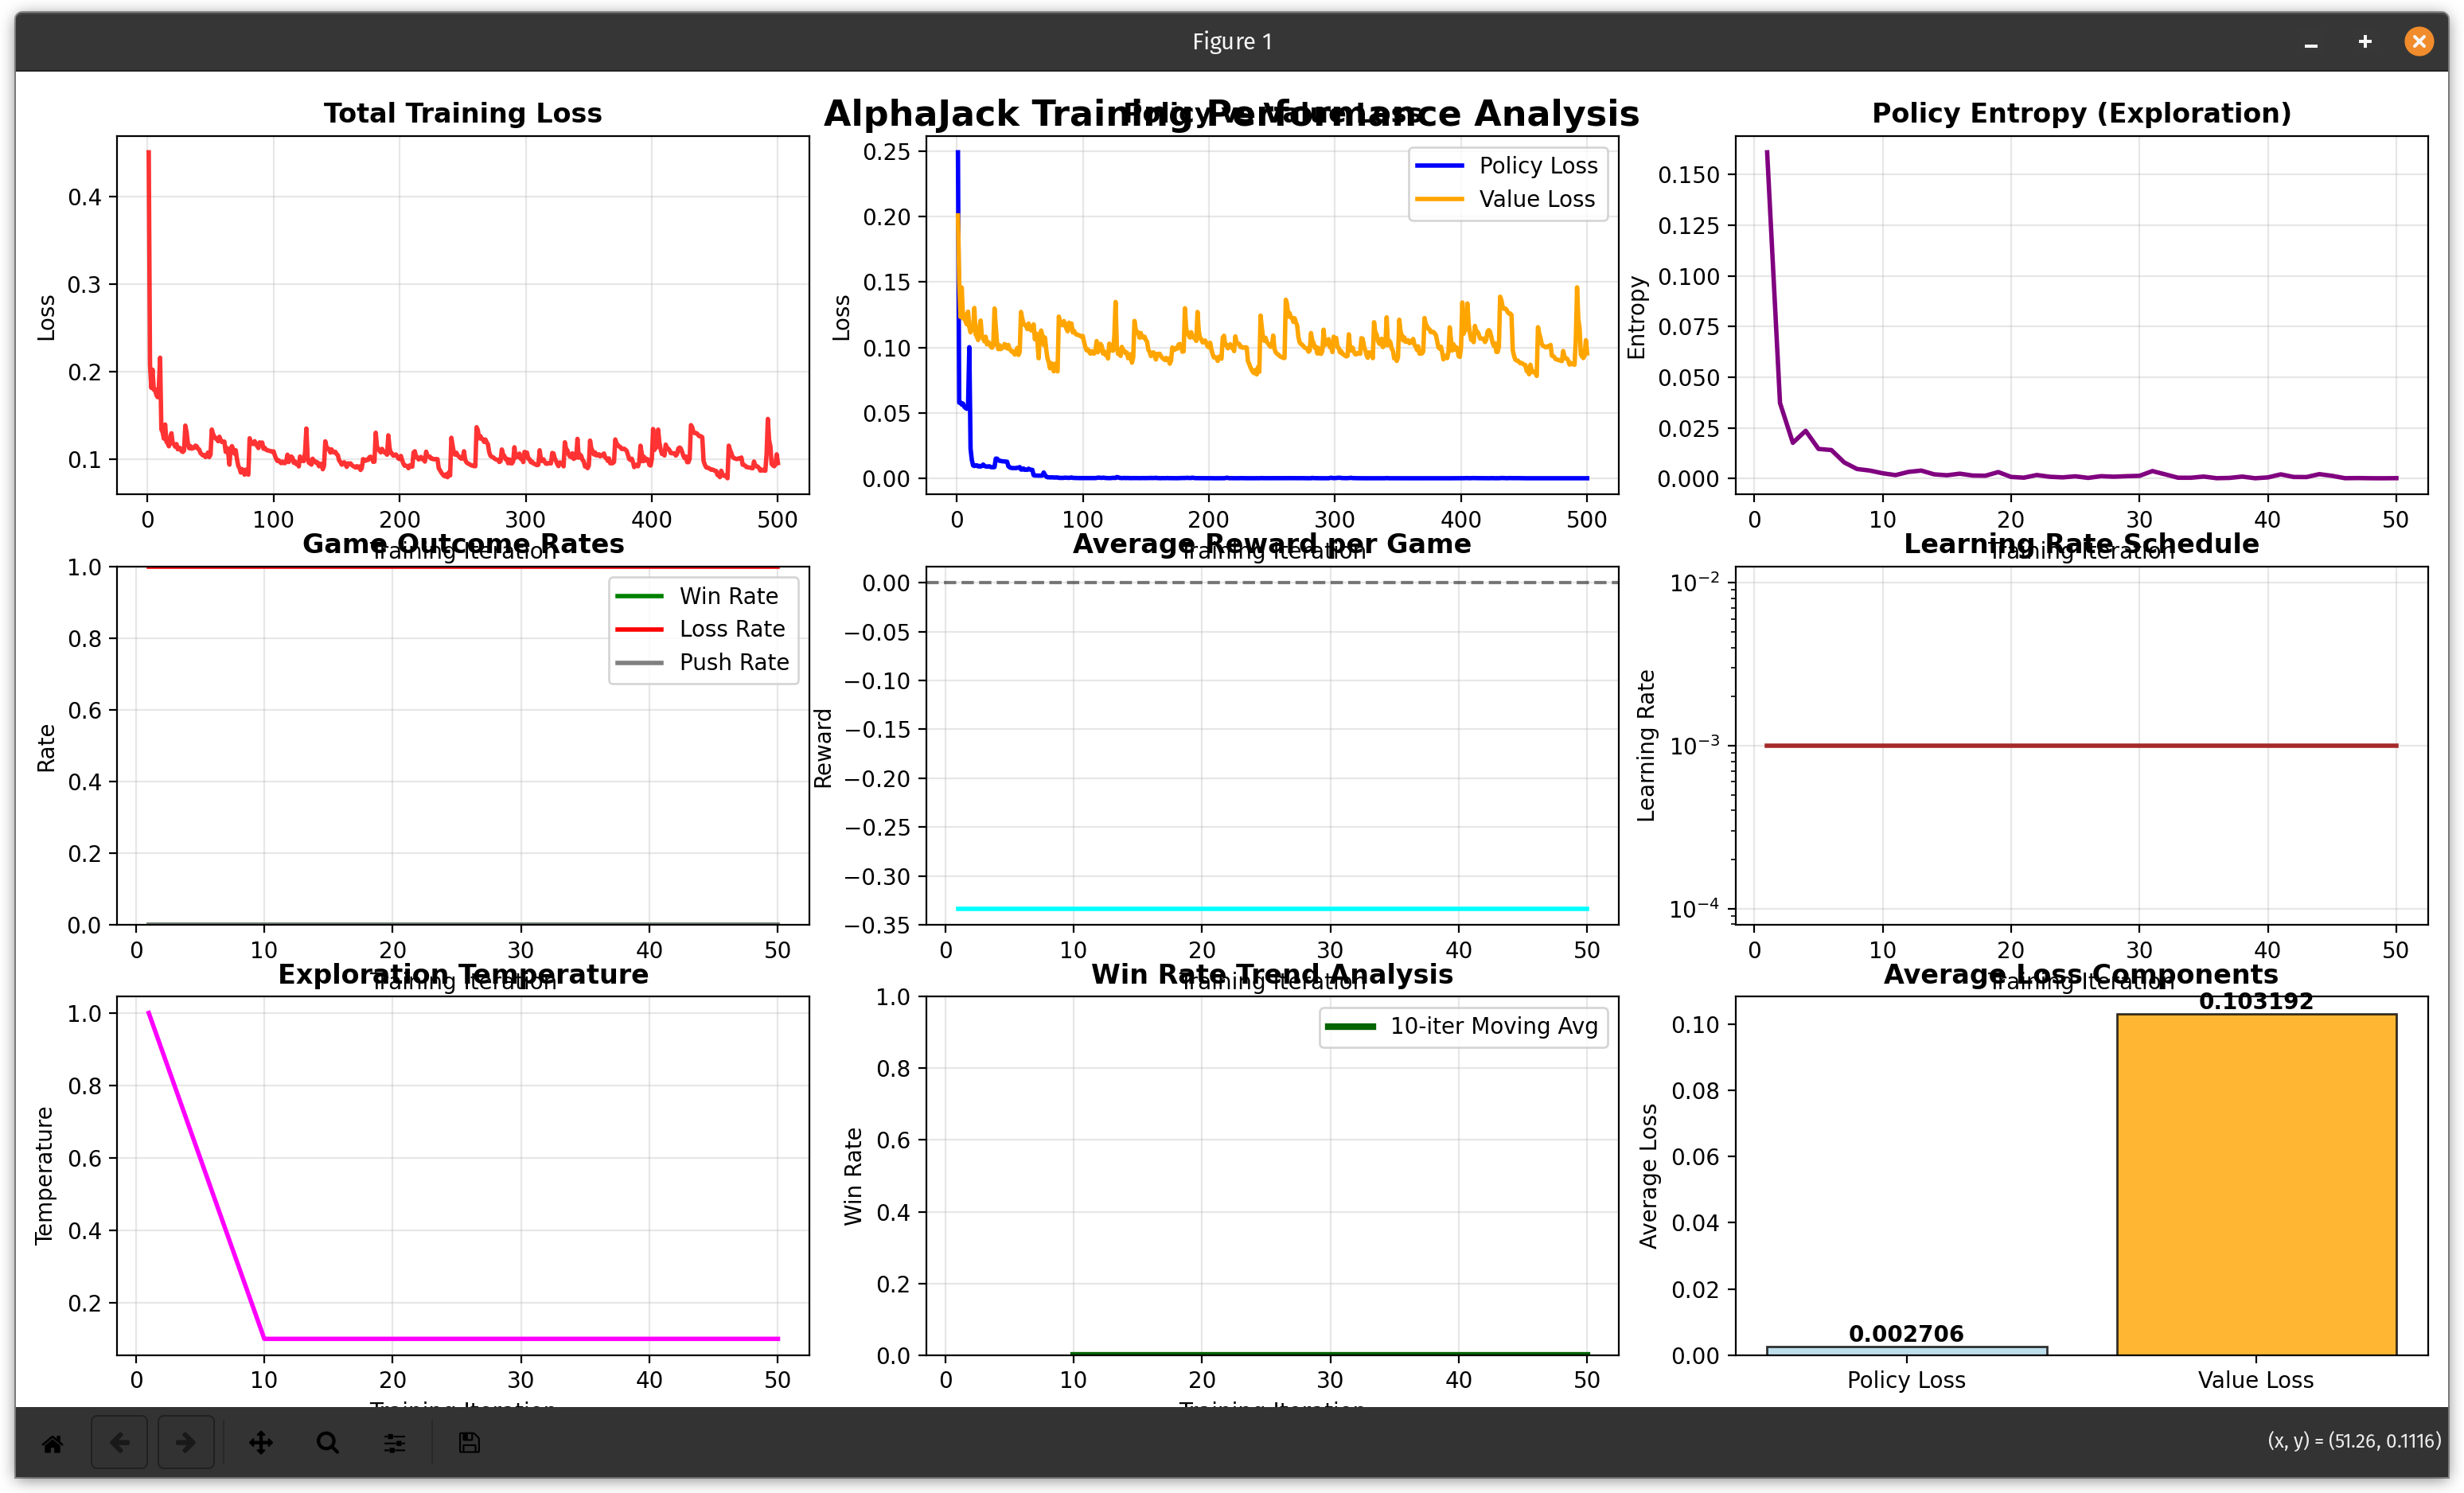 Figure 1
AlphaJack Training Performance Analysis
Total Training Loss
Loss
0.4
0.3
0.2
0.1
0 100 200 300 400 500
Training Iteration
Policy vs Value Loss
Policy Loss
Value Loss
Loss
0.25
0.20
0.15
0.10
0.05
0.00
0 100 200 300 400 500
Training Iteration
Policy Entropy (Exploration)
Entropy
0.150
0.125
0.100
0.075
0.050
0.025
0.000
0 10 20 30 40 50
Training Iteration
Game Outcome Rates
Win Rate
Loss Rate
Push Rate
Rate
1.0
0.8
0.6
0.4
0.2
0.0
0 10 20 30 40 50
Training Iteration
Average Reward per Game
Reward
0.00
−0.05
−0.10
−0.15
−0.20
−0.25
−0.30
−0.35
0 10 20 30 40 50
Training Iteration
Learning Rate Schedule
Learning Rate
10⁻²
10⁻³
10⁻⁴
0 10 20 30 40 50
Training Iteration
Exploration Temperature
Temperature
1.0
0.8
0.6
0.4
0.2
0 10 20 30 40 50
Training Iteration
Win Rate Trend Analysis
10-iter Moving Avg
Win Rate
1.0
0.8
0.6
0.4
0.2
0.0
0 10 20 30 40 50
Training Iteration
Average Loss Components
0.103192
0.002706
Average Loss
0.10
0.08
0.06
0.04
0.02
0.00
Policy Loss Value Loss
(x, y) = (51.26, 0.1116)